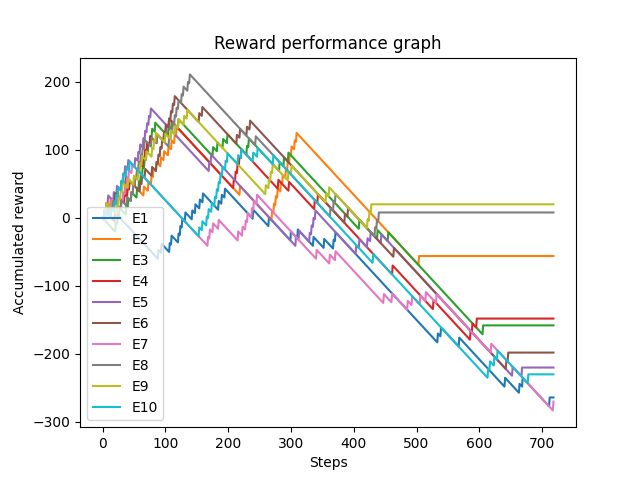 Reward performance graph
Accumulated reward
200
100
0
−100
−200
−300
E1
E2
E3
E4
E5
E6
E7
E8
E9
E10
0 100 200 300 400 500 600 700
Steps